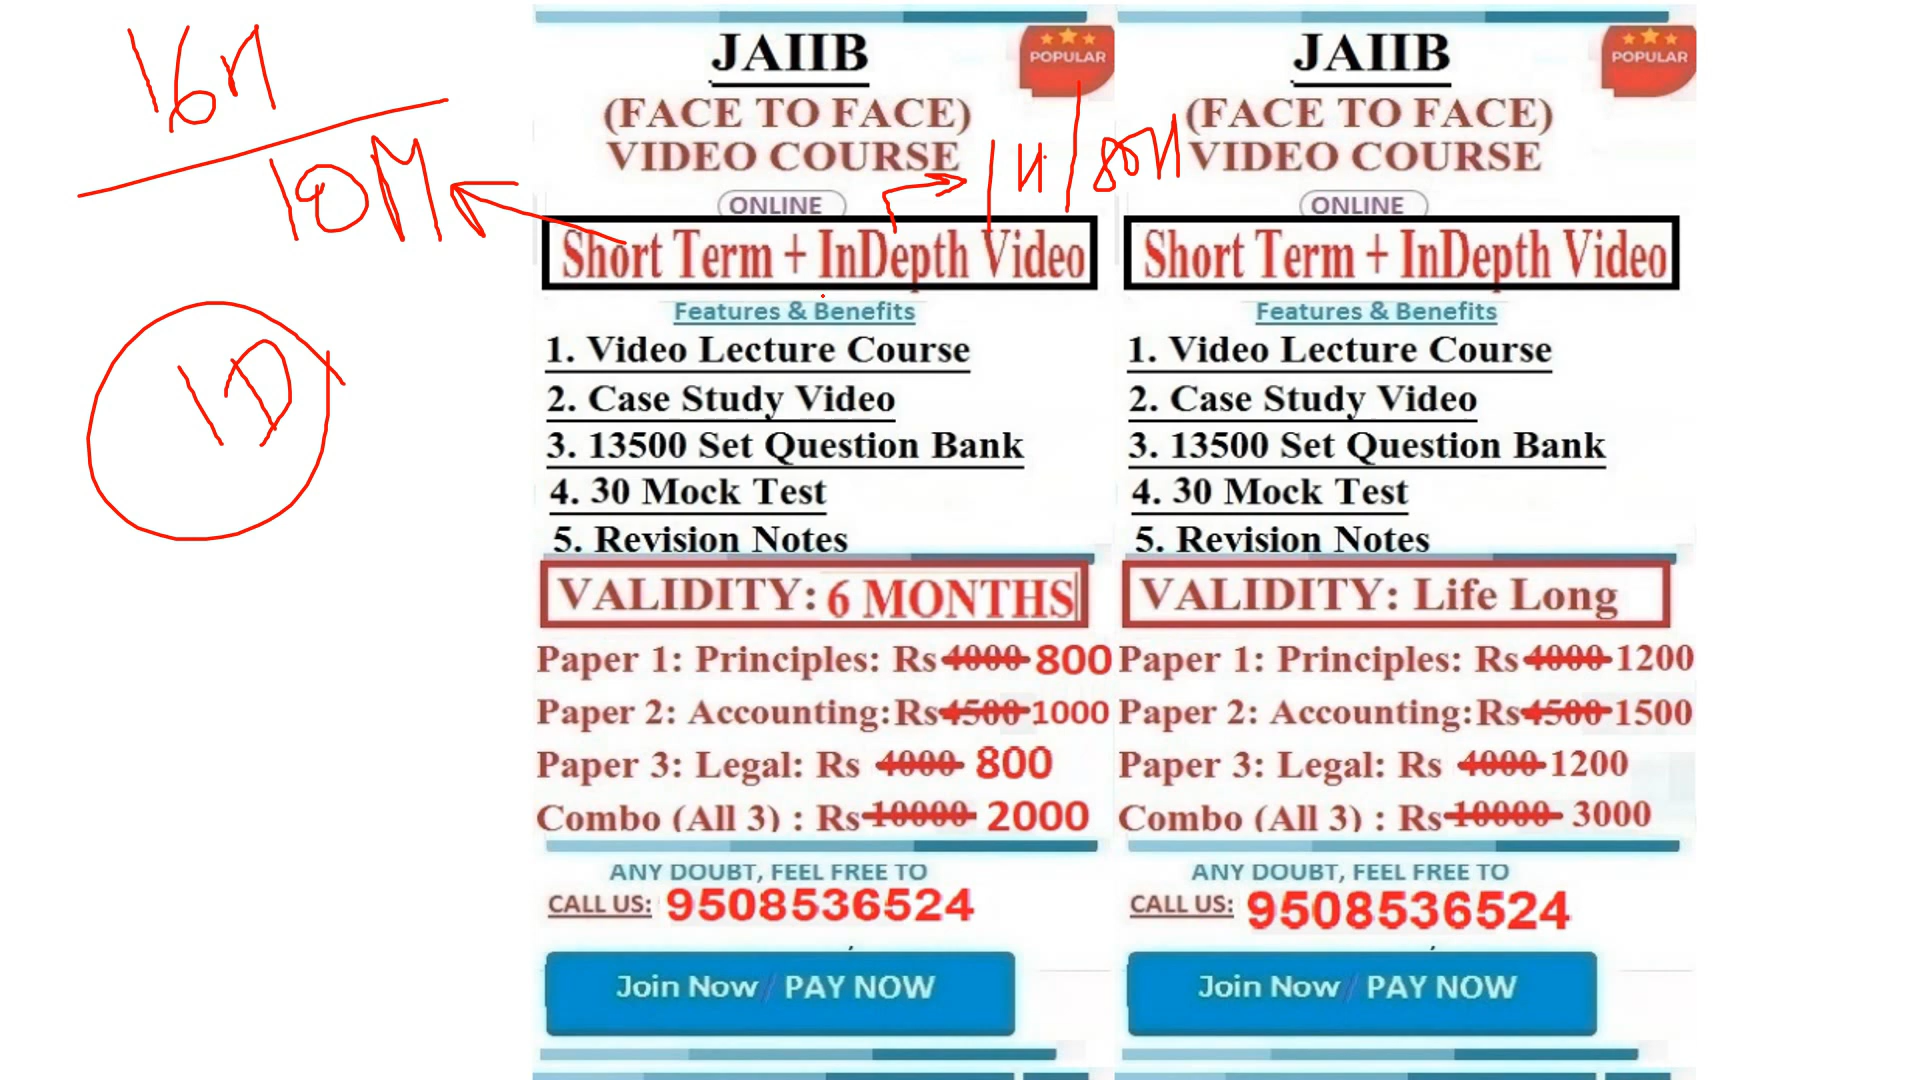 16H
10M
1D
1H
80H
JAIIB
POPULAR
(FACE TO FACE)
VIDEO COURSE
ONLINE
Short Term + InDepth Video
Features & Benefits
1. Video Lecture Course
2. Case Study Video
3. 13500 Set Question Bank
4. 30 Mock Test
5. Revision Notes
VALIDITY: 6 MONTHS
Paper 1: Principles: Rs 4000 800
Paper 2: Accounting: Rs 4500 1000
Paper 3: Legal: Rs 4000 800
Combo (All 3) : Rs 10000 2000
ANY DOUBT, FEEL FREE TO
CALL US: 9508536524
Join Now / PAY NOW
JAIIB
POPULAR
(FACE TO FACE)
VIDEO COURSE
ONLINE
Short Term + InDepth Video
Features & Benefits
1. Video Lecture Course
2. Case Study Video
3. 13500 Set Question Bank
4. 30 Mock Test
5. Revision Notes
VALIDITY: Life Long
Paper 1: Principles: Rs 4000 1200
Paper 2: Accounting: Rs 4500 1500
Paper 3: Legal: Rs 4000 1200
Combo (All 3) : Rs 10000 3000
ANY DOUBT, FEEL FREE TO
CALL US: 9508536524
Join Now / PAY NOW